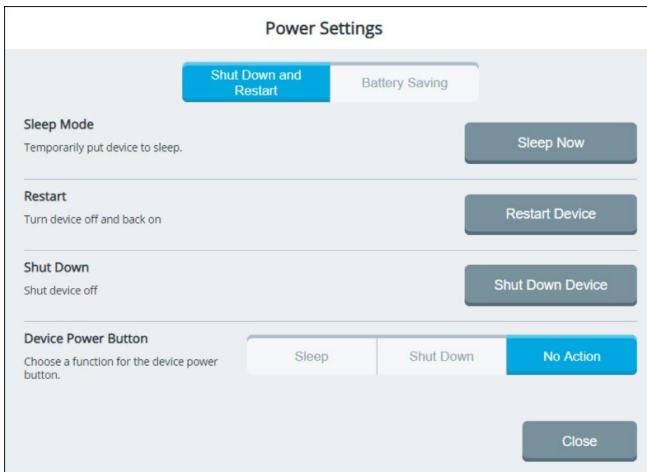 Power Settings
Shut Down and
Restart
Battery Saving
Sleep Mode
Temporarily put device to sleep.
Sleep Now
Restart
Turn device off and back on
Restart Device
Shut Down
Shut device off
Shut Down Device
Device Power Button
Choose a function for the device power
button.
Sleep
Shut Down
No Action
Close